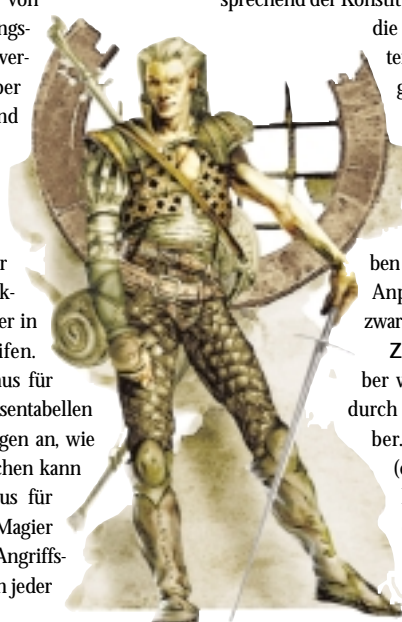 von
ngs-
ver-
ber
nd
r
k-
er in
ifen.
us für
sentabellen
gen an, wie
chen kann
us für
Magier
Angriffs-
n jeder
sprechend der Konstit
die
te
g
ben
Anp
zwar
Z
ber w
durch
ber.
(